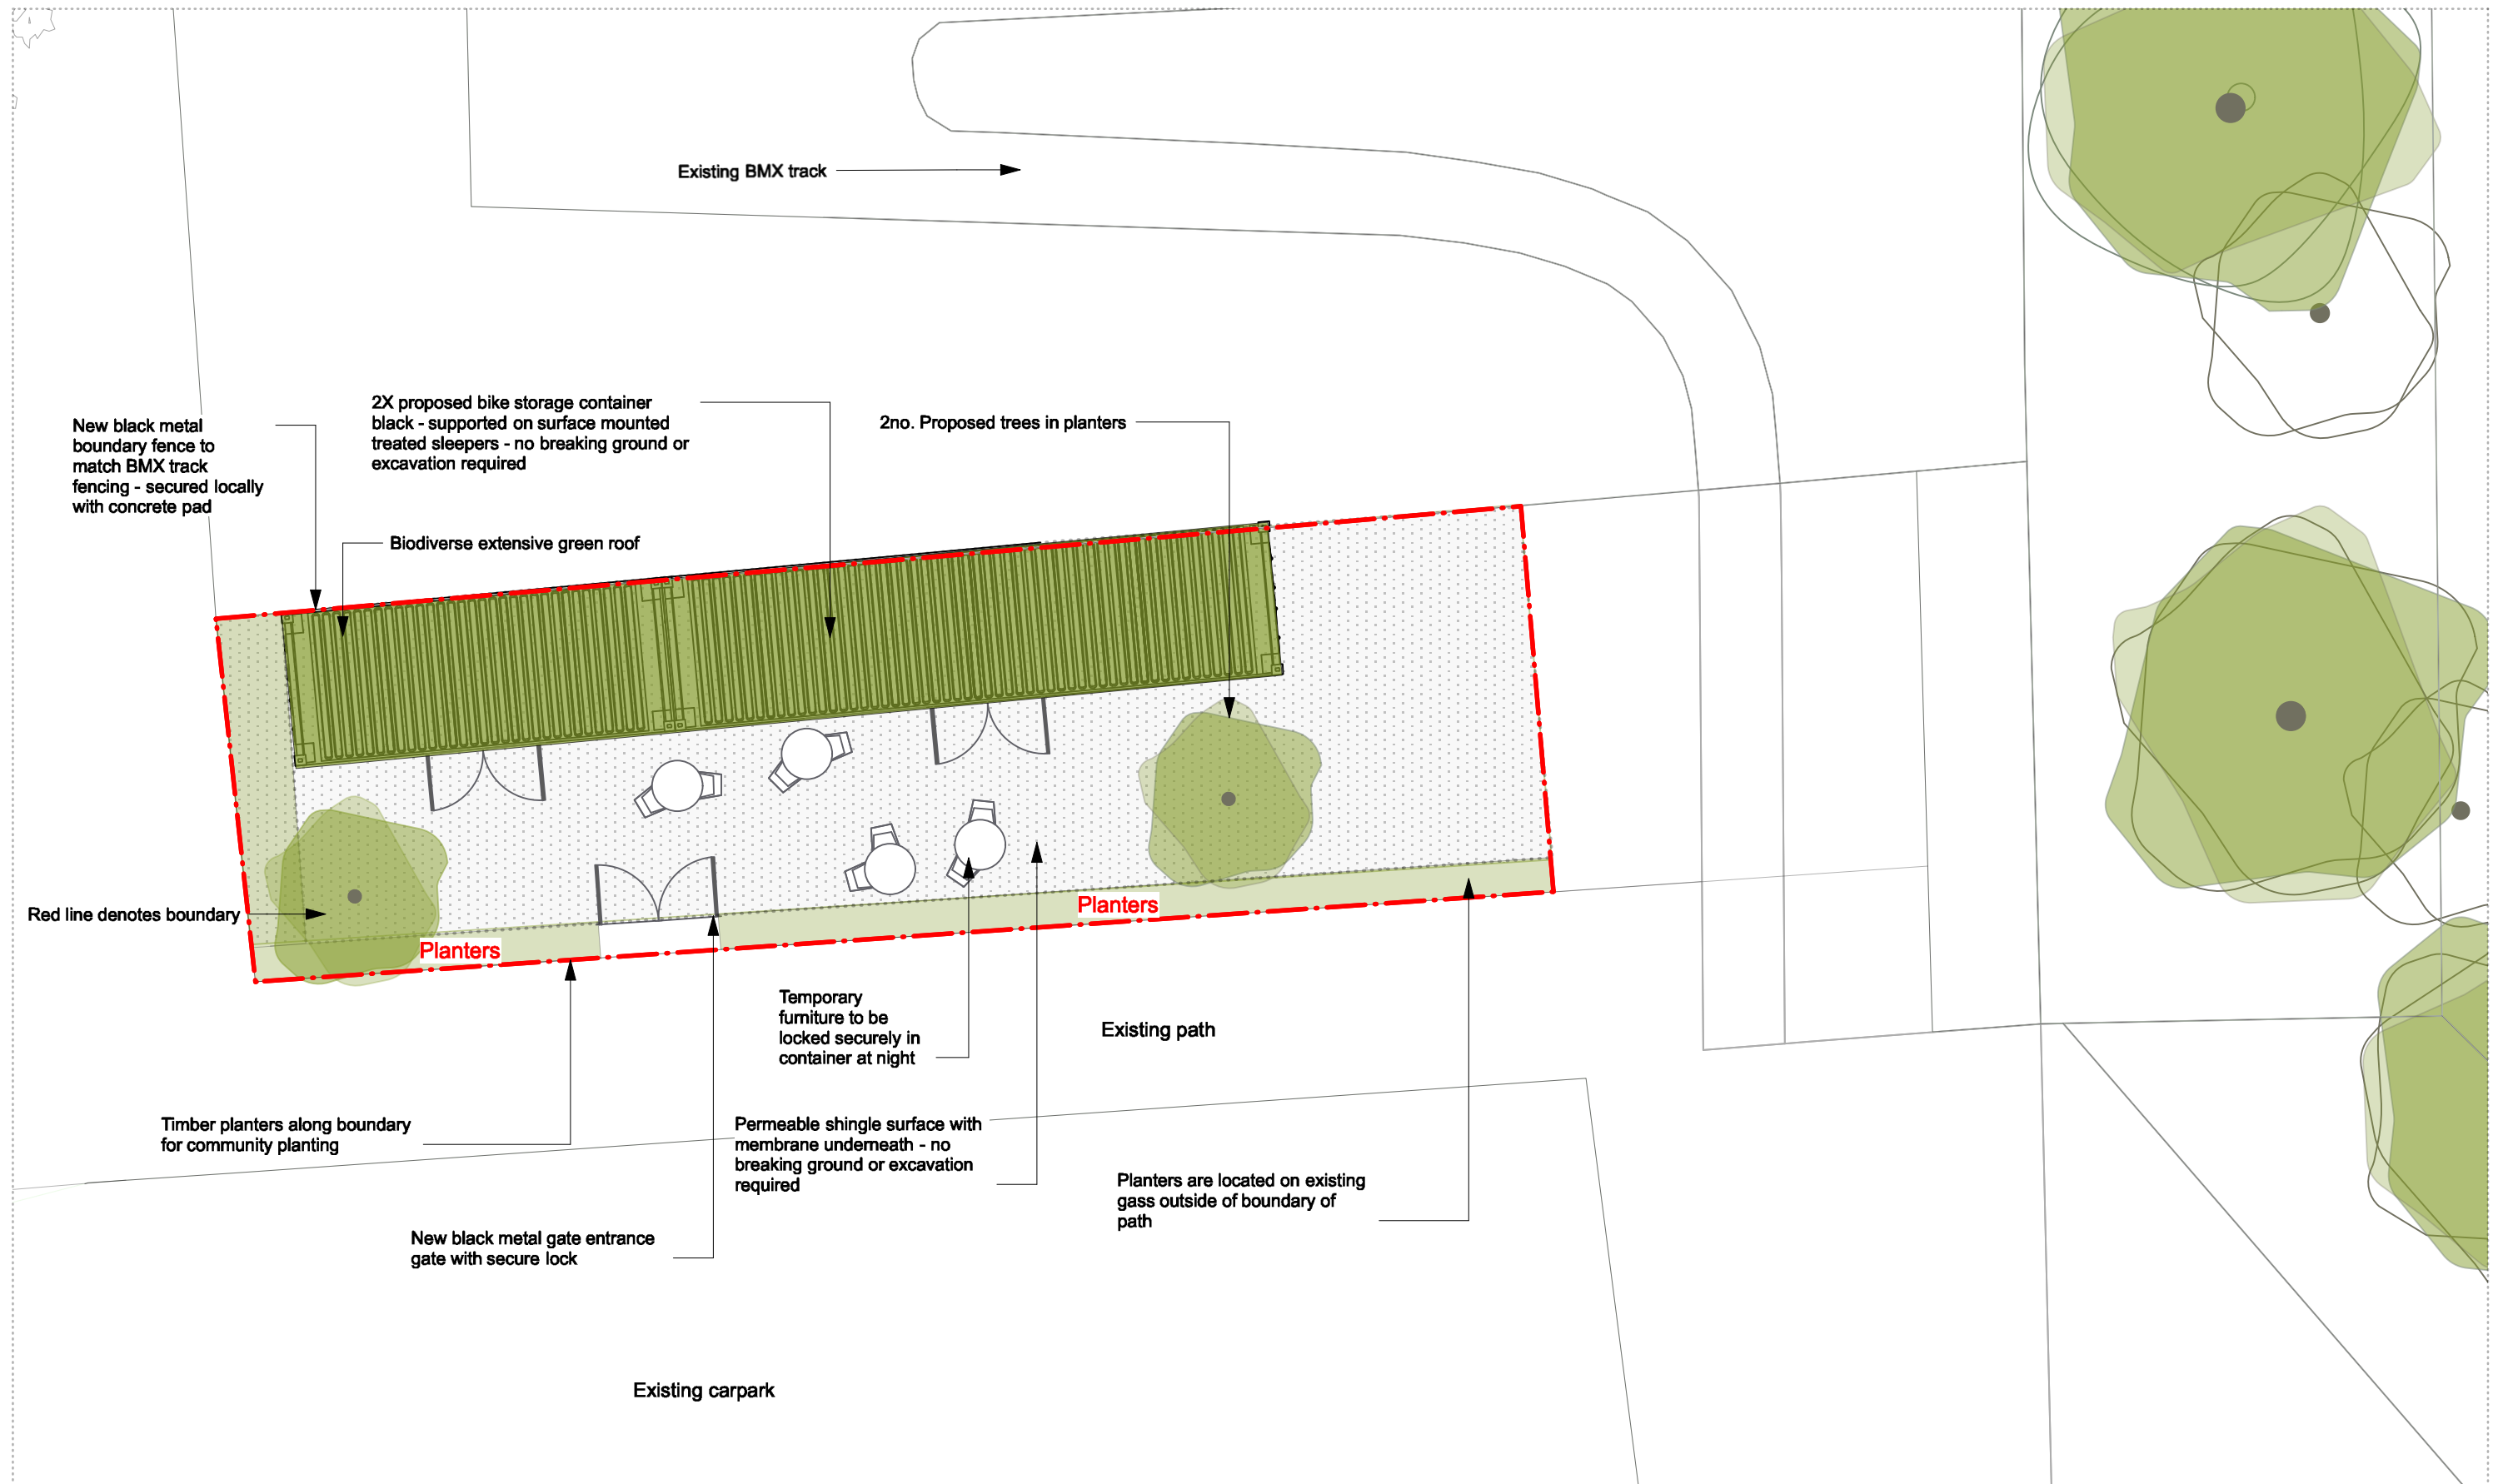 Existing BMX track
New black metal
boundary fence to
match BMX track
fencing - secured locally
with concrete pad
2X proposed bike storage container
black - supported on surface mounted
treated sleepers - no breaking ground or
excavation required
2no. Proposed trees in planters
Biodiverse extensive green roof
Red line denotes boundary
Planters
Planters
Temporary
furniture to be
locked securely in
container at night
Existing path
Timber planters along boundary
for community planting
Permeable shingle surface with
membrane underneath - no
breaking ground or excavation
required
Planters are located on existing
gass outside of boundary of
path
New black metal gate entrance
gate with secure lock
Existing carpark